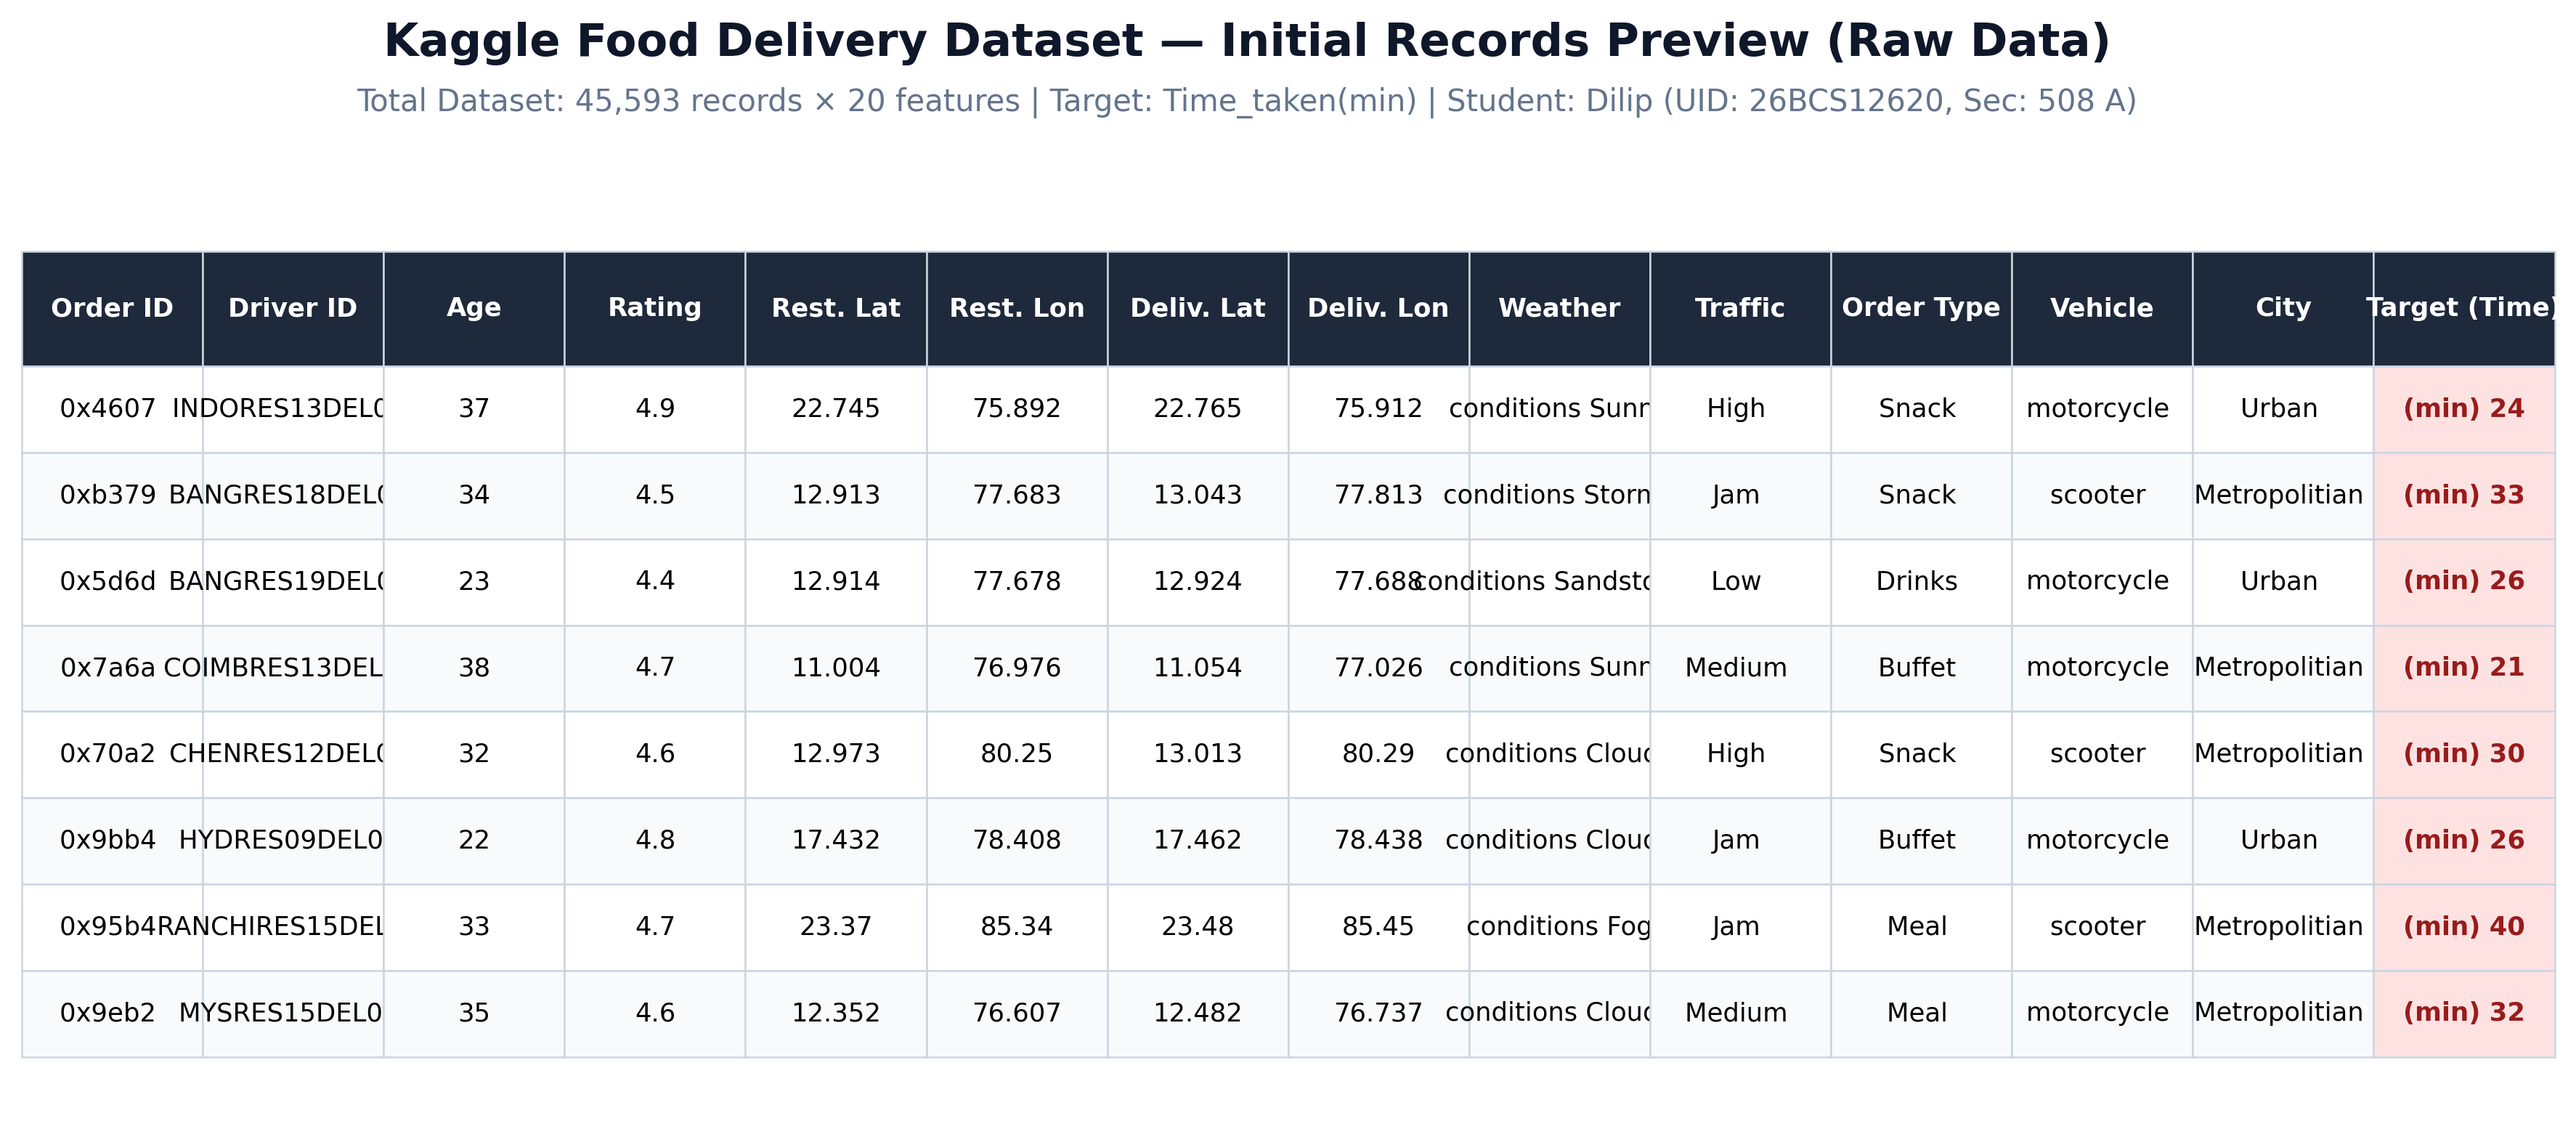 Kaggle Food Delivery Dataset — Initial Records Preview (Raw Data)
Total Dataset: 45,593 records × 20 features | Target: Time_taken(min) | Student: Dilip (UID: 26BCS12620, Sec: 508 A)
Order ID Driver ID Age Rating Rest. Lat Rest. Lon Deliv. Lat Deliv. Lon Weather Traffic Order Type Vehicle City Target (Time)
0x4607 INDORES13DEL0 37 4.9 22.745 75.892 22.765 75.912 conditions Sunn High Snack motorcycle Urban (min) 24
0xb379 BANGRES18DEL0 34 4.5 12.913 77.683 13.043 77.813 conditions Storm Jam Snack scooter Metropolitian (min) 33
0x5d6d BANGRES19DEL0 23 4.4 12.914 77.678 12.924 77.688 conditions Sandsto Low Drinks motorcycle Urban (min) 26
0x7a6a COIMBRES13DEL 38 4.7 11.004 76.976 11.054 77.026 conditions Sunn Medium Buffet motorcycle Metropolitian (min) 21
0x70a2 CHENRES12DEL0 32 4.6 12.973 80.25 13.013 80.29 conditions Cloud High Snack scooter Metropolitian (min) 30
0x9bb4 HYDRES09DEL0 22 4.8 17.432 78.408 17.462 78.438 conditions Cloud Jam Buffet motorcycle Urban (min) 26
0x95b4 RANCHIRES15DEL 33 4.7 23.37 85.34 23.48 85.45 conditions Fog Jam Meal scooter Metropolitian (min) 40
0x9eb2 MYSRES15DEL0 35 4.6 12.352 76.607 12.482 76.737 conditions Cloud Medium Meal motorcycle Metropolitian (min) 32